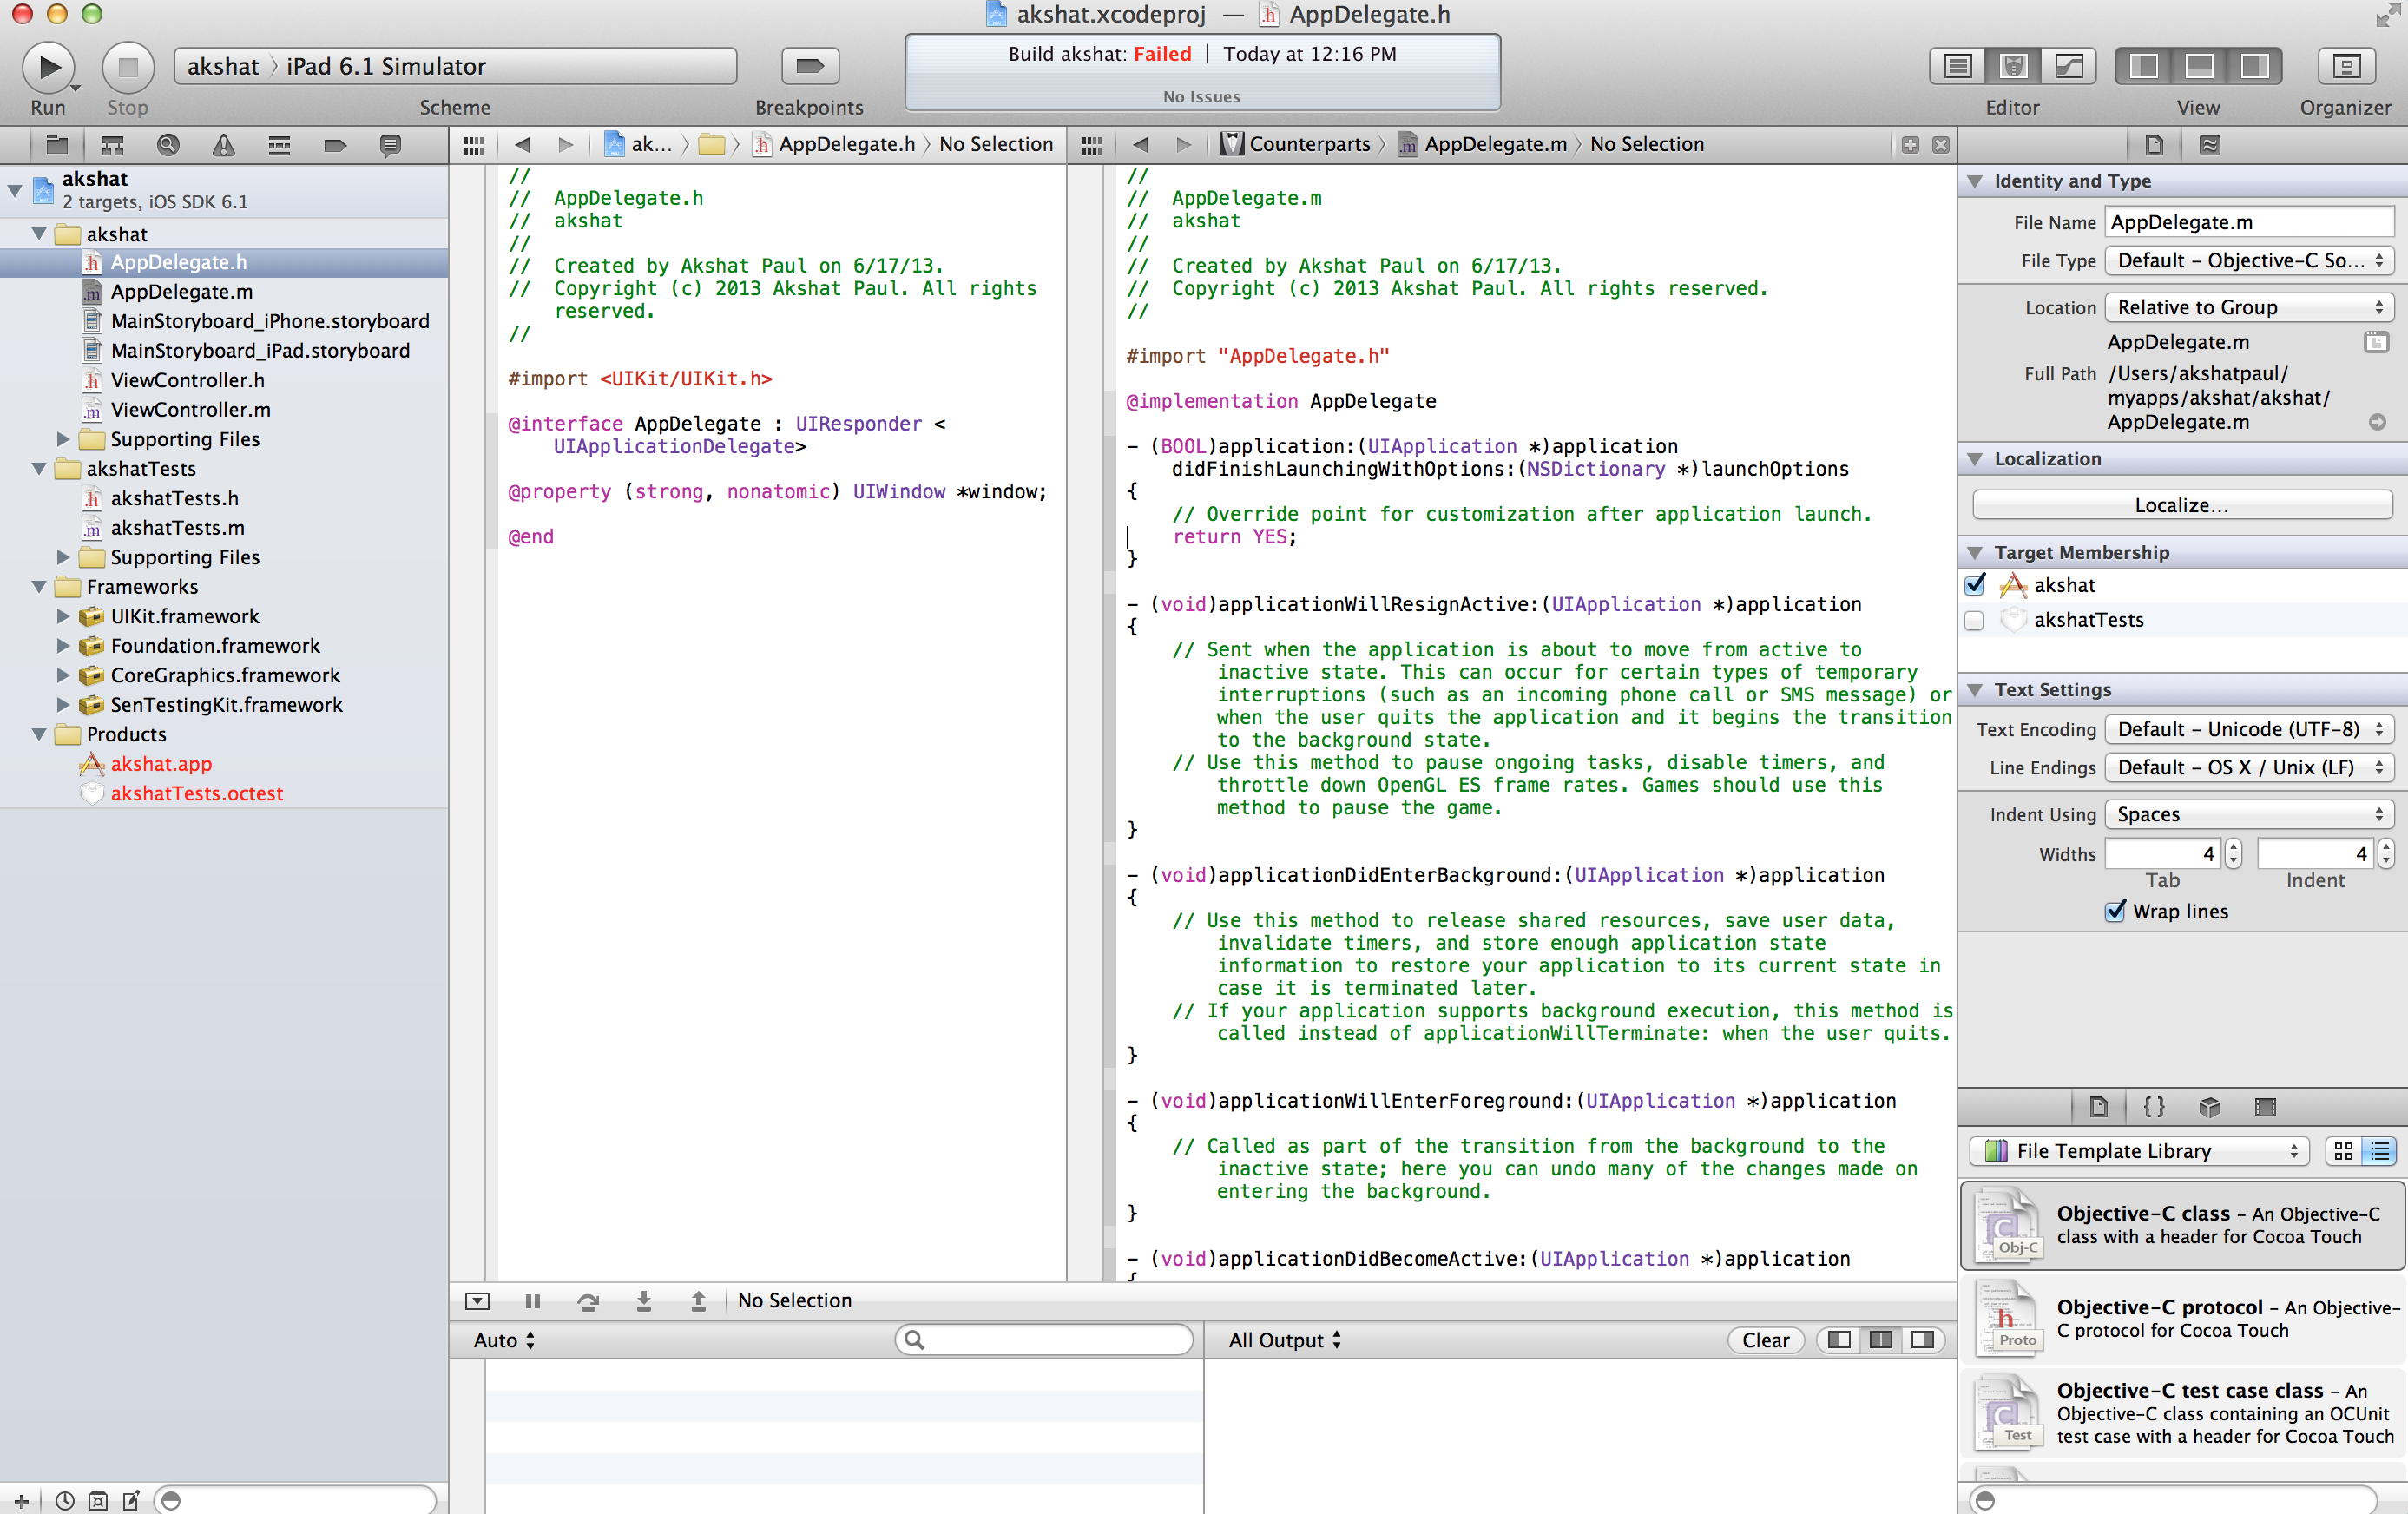 akshat.xcodeproj — AppDelegate.h
Run
Stop
akshat 〉 iPad 6.1 Simulator
Scheme
Breakpoints
Build akshat: Failed | Today at 12:16 PM
No Issues
Editor
View
Organizer
akshat
2 targets, iOS SDK 6.1
akshat
AppDelegate.h
AppDelegate.m
MainStoryboard_iPhone.storyboard
MainStoryboard_iPad.storyboard
ViewController.h
ViewController.m
Supporting Files
akshatTests
akshatTests.h
akshatTests.m
Supporting Files
Frameworks
UIKit.framework
Foundation.framework
CoreGraphics.framework
SenTestingKit.framework
Products
akshat.app
akshatTests.octest
ak... 〉 〉 AppDelegate.h 〉 No Selection
//
//  AppDelegate.h
//  akshat
//
//  Created by Akshat Paul on 6/17/13.
//  Copyright (c) 2013 Akshat Paul. All rights
    reserved.
//
#import <UIKit/UIKit.h>
@interface AppDelegate : UIResponder <
    UIApplicationDelegate>
@property (strong, nonatomic) UIWindow *window;
@end
Counterparts 〉 AppDelegate.m 〉 No Selection
//
//  AppDelegate.m
//  akshat
//
//  Created by Akshat Paul on 6/17/13.
//  Copyright (c) 2013 Akshat Paul. All rights reserved.
//
#import "AppDelegate.h"
@implementation AppDelegate
- (BOOL)application:(UIApplication *)application
    didFinishLaunchingWithOptions:(NSDictionary *)launchOptions
{
    // Override point for customization after application launch.
    return YES;
}
- (void)applicationWillResignActive:(UIApplication *)application
{
    // Sent when the application is about to move from active to
        inactive state. This can occur for certain types of temporary
        interruptions (such as an incoming phone call or SMS message) or
        when the user quits the application and it begins the transition
        to the background state.
    // Use this method to pause ongoing tasks, disable timers, and
        throttle down OpenGL ES frame rates. Games should use this
        method to pause the game.
}
- (void)applicationDidEnterBackground:(UIApplication *)application
{
    // Use this method to release shared resources, save user data,
        invalidate timers, and store enough application state
        information to restore your application to its current state in
        case it is terminated later.
    // If your application supports background execution, this method is
        called instead of applicationWillTerminate: when the user quits.
}
- (void)applicationWillEnterForeground:(UIApplication *)application
{
    // Called as part of the transition from the background to the
        inactive state; here you can undo many of the changes made on
        entering the background.
}
- (void)applicationDidBecomeActive:(UIApplication *)application
{
No Selection
Auto
All Output
Clear
Identity and Type
File Name AppDelegate.m
File Type Default - Objective-C So...
Location Relative to Group
AppDelegate.m
Full Path /Users/akshatpaul/
myapps/akshat/akshat/
AppDelegate.m
Localization
Localize...
Target Membership
akshat
akshatTests
Text Settings
Text Encoding Default - Unicode (UTF-8)
Line Endings Default - OS X / Unix (LF)
Indent Using Spaces
Widths 4 4
Tab Indent
Wrap lines
{ }
File Template Library
Obj-C
Objective-C class - An Objective-C
class with a header for Cocoa Touch
h
Proto
Objective-C protocol - An Objective-
C protocol for Cocoa Touch
Test
Objective-C test case class - An
Objective-C class containing an OCUnit
test case with a header for Cocoa Touch